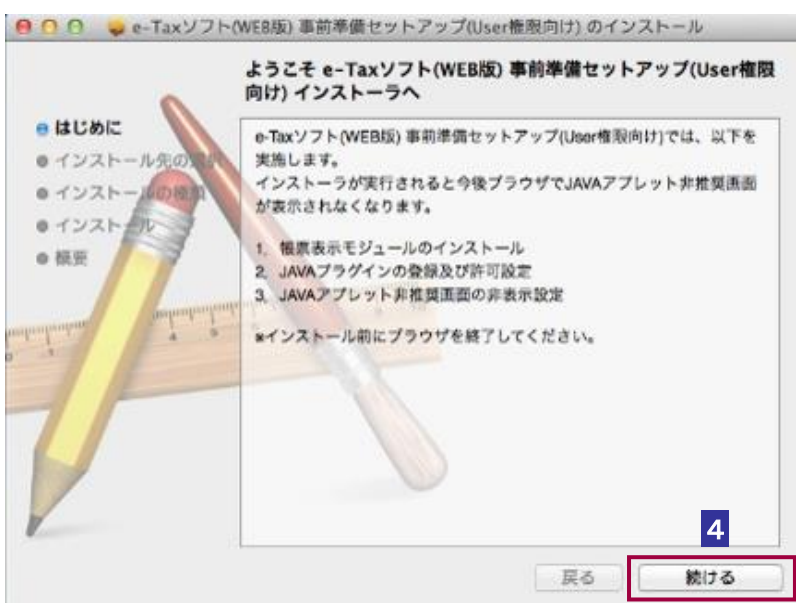 e-Taxソフト(WEB版) 事前準備セットアップ(User権限向け) のインストール
ようこそ e-Taxソフト(WEB版) 事前準備セットアップ(User権限
向け) インストーラへ
はじめに
インストール先の選択
インストールの種類
インストール
概要
e-Taxソフト(WEB版) 事前準備セットアップ(User権限向け)では、以下を
実施します。
インストーラが実行されると今後ブラウザでJAVAアプレット非推奨画面
が表示されなくなります。
1. 帳票表示モジュールのインストール
2. JAVAプラグインの登録及び許可設定
3. JAVAアプレット非推奨画面の非表示設定
※インストール前にブラウザを終了してください。
4
戻る
続ける